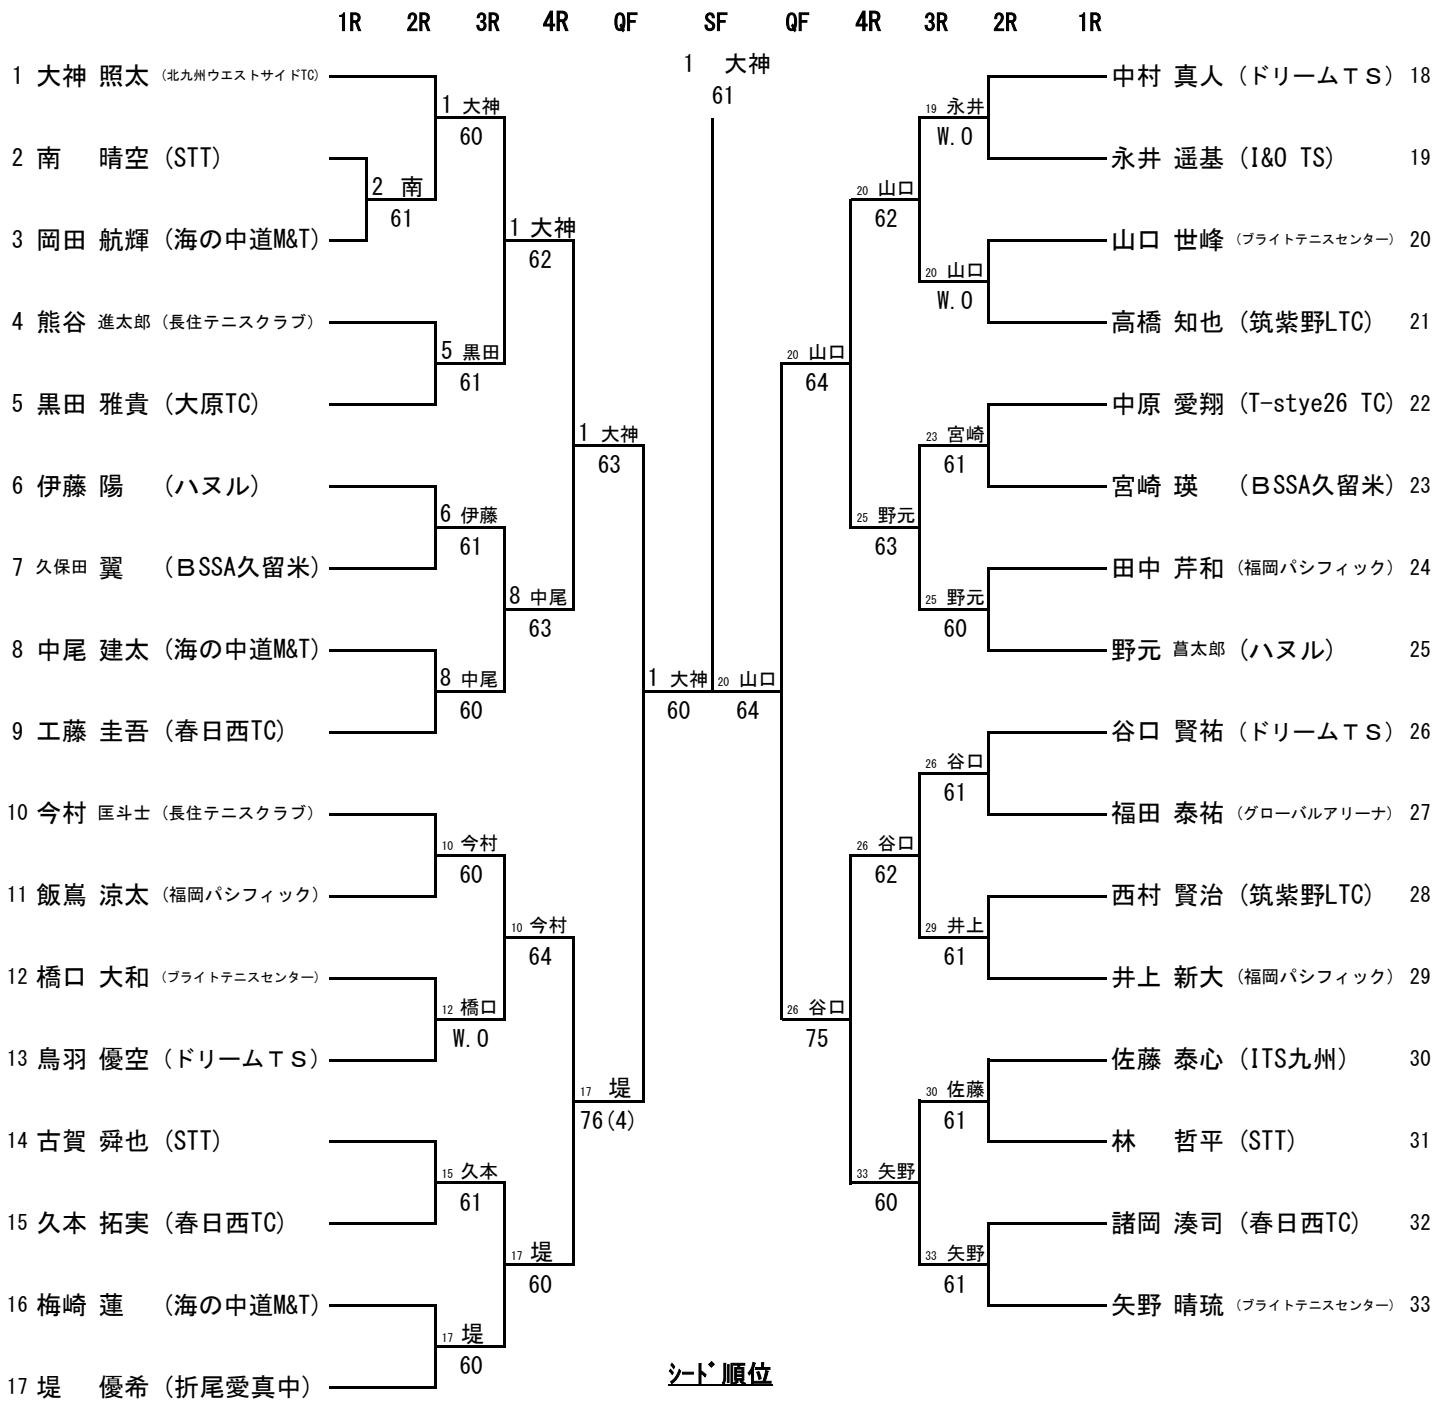 1R 2R 3R 4R QF SF QF 4R 3R 2R 1R
1 大神
61
1 大神 照太 (北九州ウエストサイドTC)
2 南 晴空 (STT)
3 岡田 航輝 (海の中道M&T)
4 熊谷 進太郎 (長住テニスクラブ)
5 黒田 雅貴 (大原TC)
6 伊藤 陽 (ハヌル)
7 久保田 翼 (ＢSSA久留米)
8 中尾 建太 (海の中道M&T)
9 工藤 圭吾 (春日西TC)
10 今村 匡斗士 (長住テニスクラブ)
11 飯嶌 涼太 (福岡パシフィック)
12 橋口 大和 (ブライトテニスセンター)
13 鳥羽 優空 (ドリームＴＳ)
14 古賀 舜也 (STT)
15 久本 拓実 (春日西TC)
16 梅崎 蓮 (海の中道M&T)
17 堤 優希 (折尾愛真中)
2 南
61
1 大神
60
5 黒田
61
6 伊藤
61
8 中尾
60
10 今村
60
12 橋口
W.O
15 久本
61
17 堤
60
1 大神
62
8 中尾
63
10 今村
64
17 堤
60
1 大神
63
17 堤
76(4)
1 大神
60
20 山口
64
20 山口
64
26 谷口
75
20 山口
62
25 野元
63
26 谷口
62
33 矢野
60
19 永井
W.O
20 山口
W.O
23 宮崎
61
25 野元
60
26 谷口
61
29 井上
61
30 佐藤
61
33 矢野
61
中村 真人 (ドリームＴＳ) 18
永井 遥基 (I&O TS) 19
山口 世峰 (ブライトテニスセンター) 20
高橋 知也 (筑紫野LTC) 21
中原 愛翔 (T-stye26 TC) 22
宮崎 瑛 (ＢSSA久留米) 23
田中 芹和 (福岡パシフィック) 24
野元 菖太郎 (ハヌル) 25
谷口 賢祐 (ドリームＴＳ) 26
福田 泰祐 (グローバルアリーナ) 27
西村 賢治 (筑紫野LTC) 28
井上 新大 (福岡パシフィック) 29
佐藤 泰心 (ITS九州) 30
林 哲平 (STT) 31
諸岡 湊司 (春日西TC) 32
矢野 晴琉 (ブライトテニスセンター) 33
ｼｰﾄﾞ順位